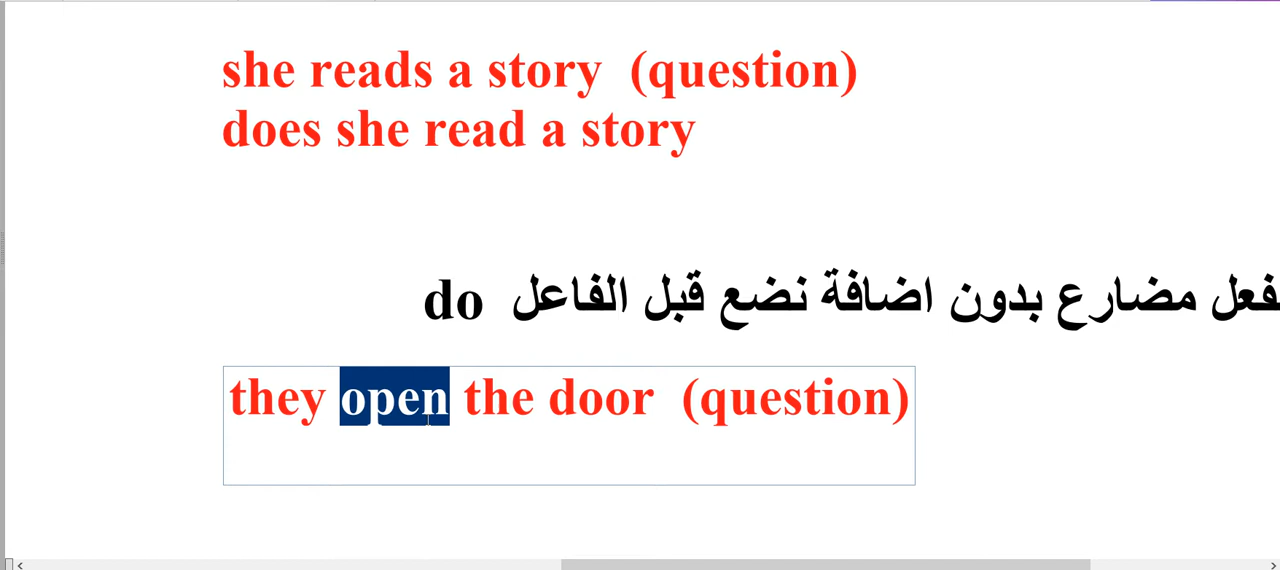 she reads a story (question)
does she read a story
فعل مضارع بدون اضافة نضع قبل الفاعل do
they open the door (question)